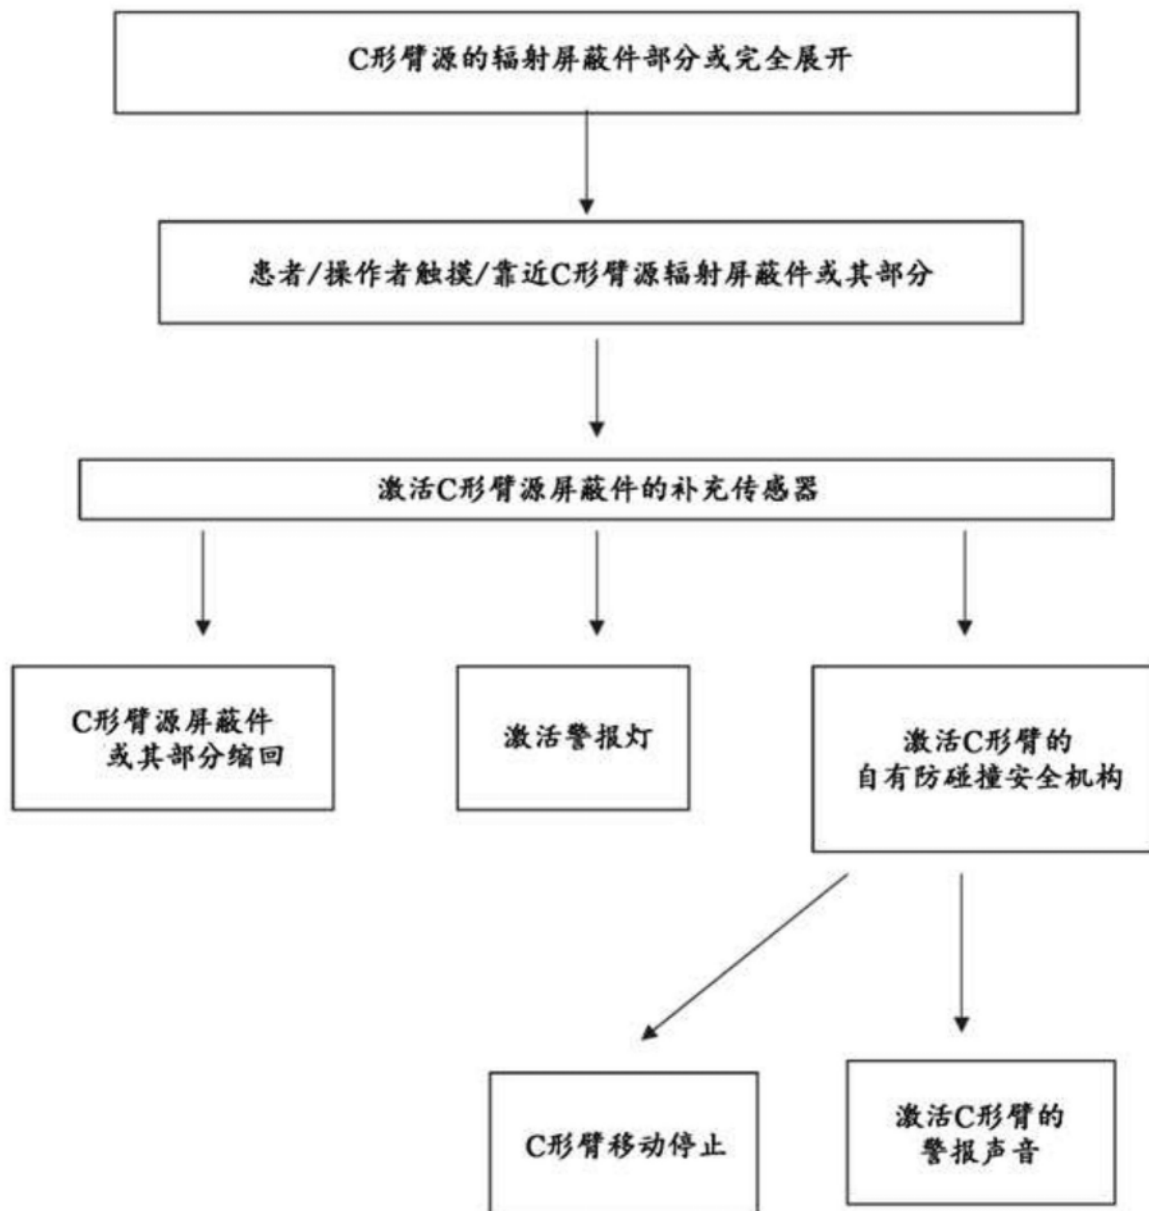 C形臂源的辐射屏蔽件部分或完全展开
患者/操作者触摸/靠近C形臂源辐射屏蔽件或其部分
激活C形臂源屏蔽件的补充传感器
C形臂源屏蔽件
或其部分缩回
激活警报灯
激活C形臂的
自有防碰撞安全机构
C形臂移动停止
激活C形臂的
警报声音